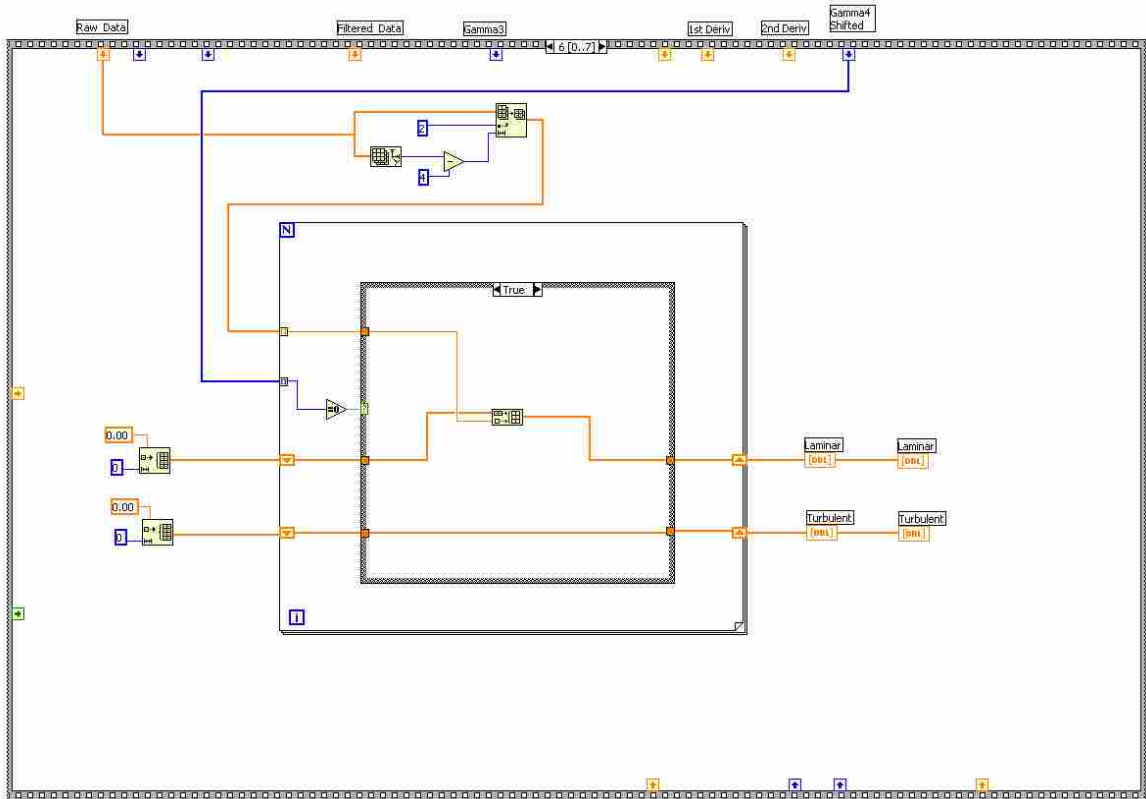 Raw Data
Filtered Data
Gamma3
1st Deriv
2nd Deriv
Gamma4
Shifted
6 [0..7]
2
4
N
True
=0
?
0.00
0
Laminar
Laminar
[DBL]
[DBL]
0.00
0
Turbulent
Turbulent
[DBL]
[DBL]
i